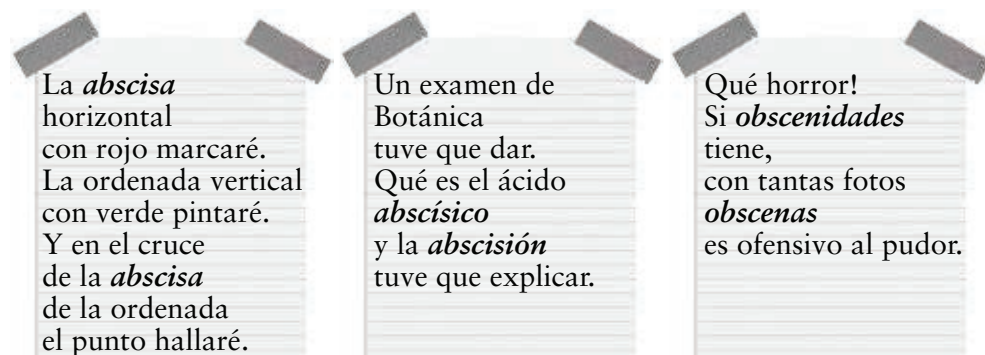 La abscisa
horizontal
con rojo marcaré.
La ordenada vertical
con verde pintaré.
Y en el cruce
de la abscisa
de la ordenada
el punto hallaré.
Un examen de
Botánica
tuve que dar.
Qué es el ácido
abscísico
y la abscisión
tuve que explicar.
Qué horror!
Si obscenidades
tiene,
con tantas fotos
obscenas
es ofensivo al pudor.